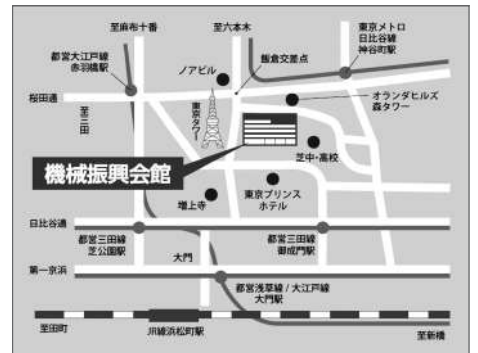 至麻布十番
至六本木
東京メトロ
日比谷線
神谷町駅
都営大江戸線
赤羽橋駅
ノアビル
飯倉交差点
桜田通
オランダヒルズ
森タワー
至三田
東京タワー
芝中・高校
機械振興会館
増上寺
東京プリンス
ホテル
日比谷通
都営三田線
芝公園駅
都営三田線
御成門駅
大門
第一京浜
都営浅草線/大江戸線
大門駅
至田町
JR線浜松町駅
至新橋